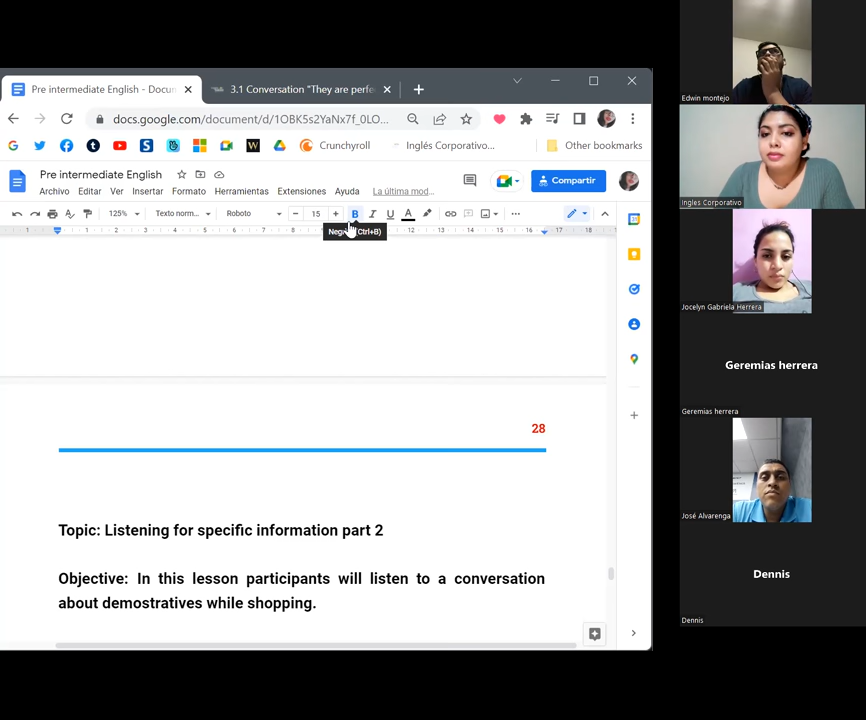 Pre intermediate English - Docum
3.1 Conversation "They are perfe
docs.google.com/document/d/1OBK5s2YaNx7f_0LO...
Crunchyroll
Inglés Corporativo...
Other bookmarks
Pre intermediate English
Compartir
Archivo Editar Ver Insertar Formato Herramientas Extensiones Ayuda La última mod...
125% Texto norm... Roboto 15
Ctrl+B)
28
Topic: Listening for specific information part 2
Objective: In this lesson participants will listen to a conversation
about demostratives while shopping.
Edwin montejo
Ingles Corporativo
Jocelyn Gabriela Herrera
Geremias herrera
Geremias herrera
José Alvarenga
Dennis
Dennis